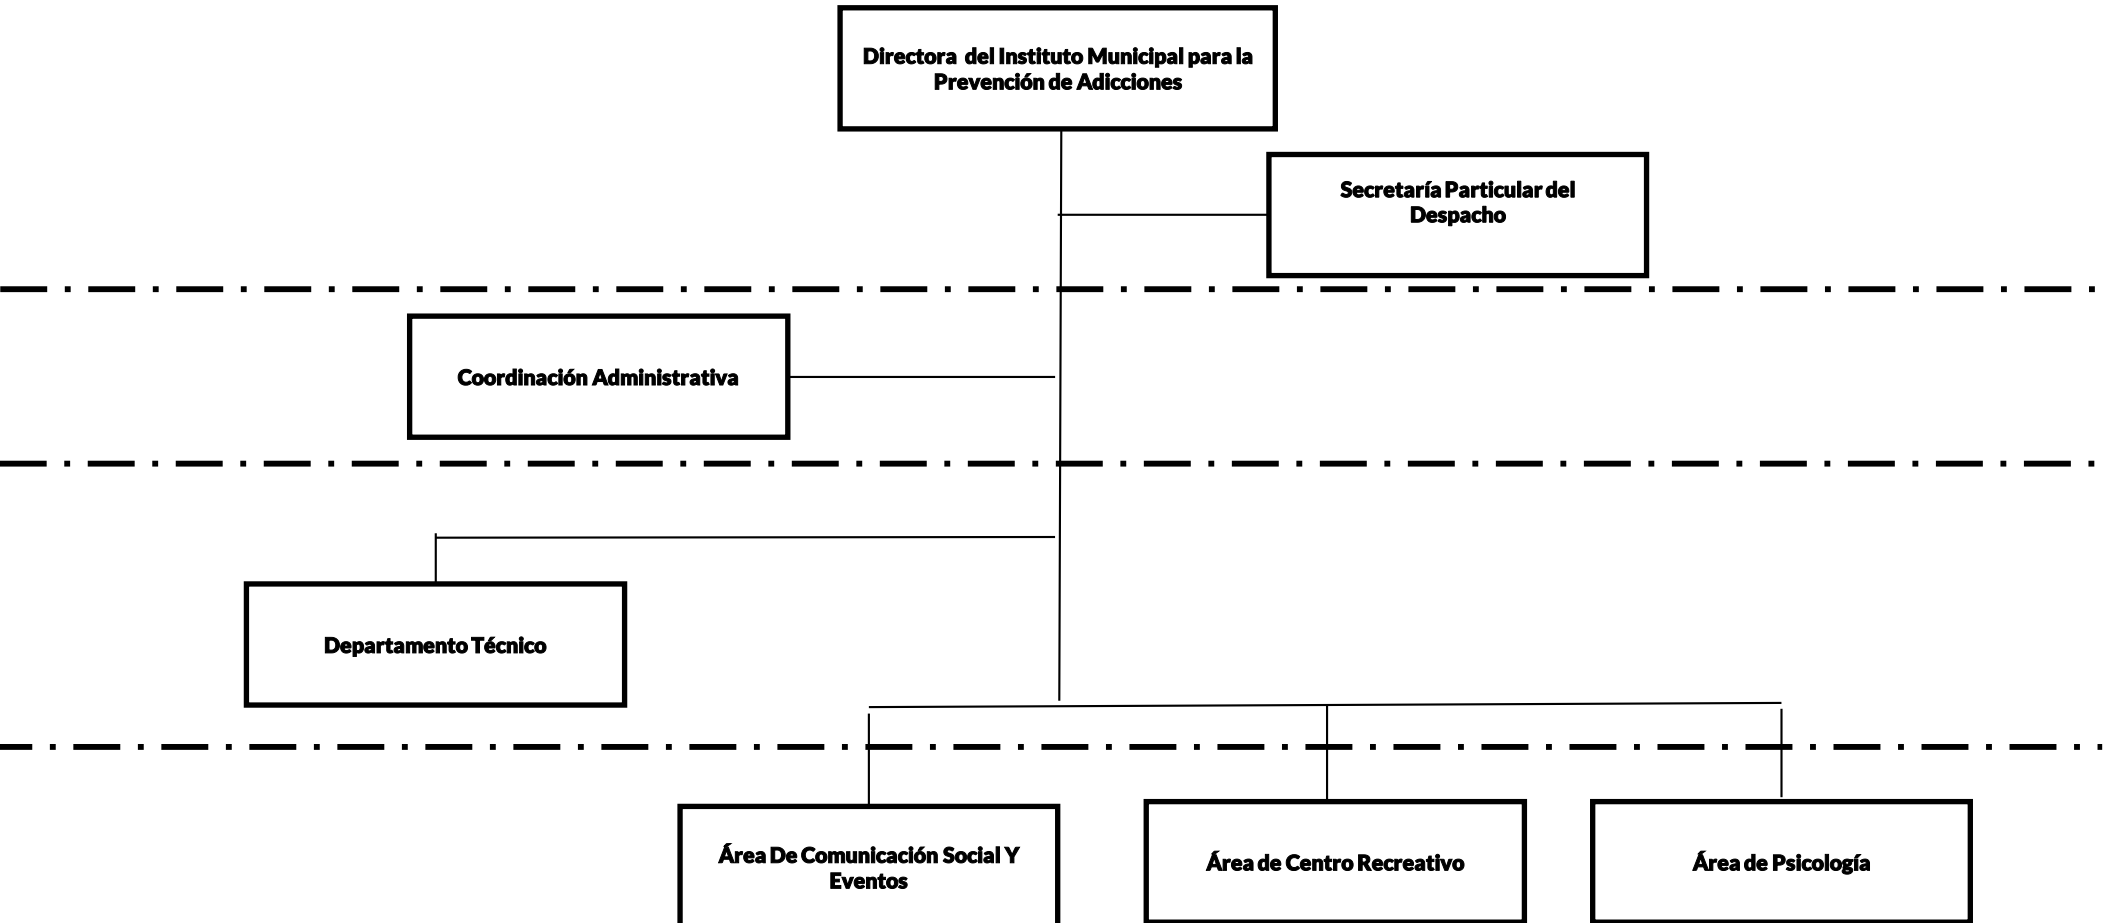 Directora del Instituto Municipal para la
Prevención de Adicciones
Secretaría Particular del
Despacho
Coordinación Administrativa
Departamento Técnico
Área De Comunicación Social Y
Eventos
Área de Centro Recreativo
Área de Psicología